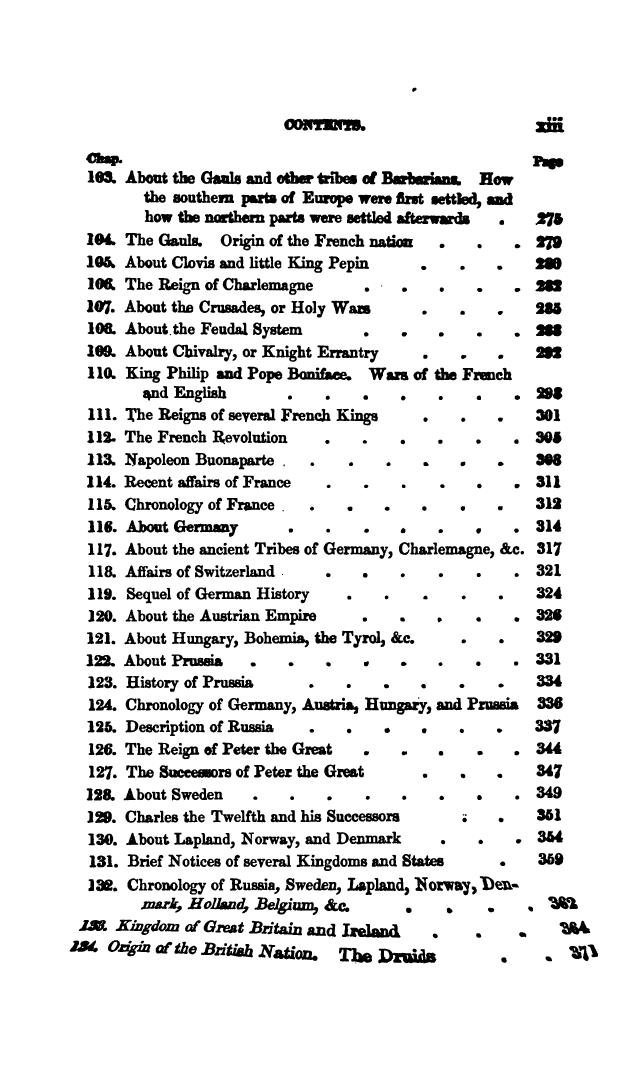 CONTENTS. xiii
Chap. Page
103. About the Gauls and other tribes of Barbarians. How
the southern parts of Europe were first settled, and
how the northern parts were settled afterwards . 275
104. The Gauls. Origin of the French nation . . . 279
105. About Clovis and little King Pepin . . . 280
106. The Reign of Charlemagne . . . . . 282
107. About the Crusades, or Holy Wars . . . 285
108. About the Feudal System . . . . . 288
109. About Chivalry, or Knight Errantry . . . 292
110. King Philip and Pope Boniface. Wars of the French
and English . . . . . . . 298
111. The Reigns of several French Kings . . . 301
112. The French Revolution . . . . . . 305
113. Napoleon Buonaparte . . . . . . . 308
114. Recent affairs of France . . . . . . 311
115. Chronology of France . . . . . . . 312
116. About Germany . . . . . . . 314
117. About the ancient Tribes of Germany, Charlemagne, &c. 317
118. Affairs of Switzerland . . . . . . 321
119. Sequel of German History . . . . . 324
120. About the Austrian Empire . . . . . 326
121. About Hungary, Bohemia, the Tyrol, &c. . . 329
122. About Prussia . . . . . . . . 331
123. History of Prussia . . . . . . 334
124. Chronology of Germany, Austria, Hungary, and Prussia 336
125. Description of Russia . . . . . . 337
126. The Reign of Peter the Great . . . . . 344
127. The Successors of Peter the Great . . . 347
128. About Sweden . . . . . . . . 349
129. Charles the Twelfth and his Successors . . 351
130. About Lapland, Norway, and Denmark . . . 354
131. Brief Notices of several Kingdoms and States . 359
132. Chronology of Russia, Sweden, Lapland, Norway, Den-
mark, Holland, Belgium, &c. . . . . 362
133. Kingdom of Great Britain and Ireland . . . 364
134. Origin of the British Nation. The Druids . . 371